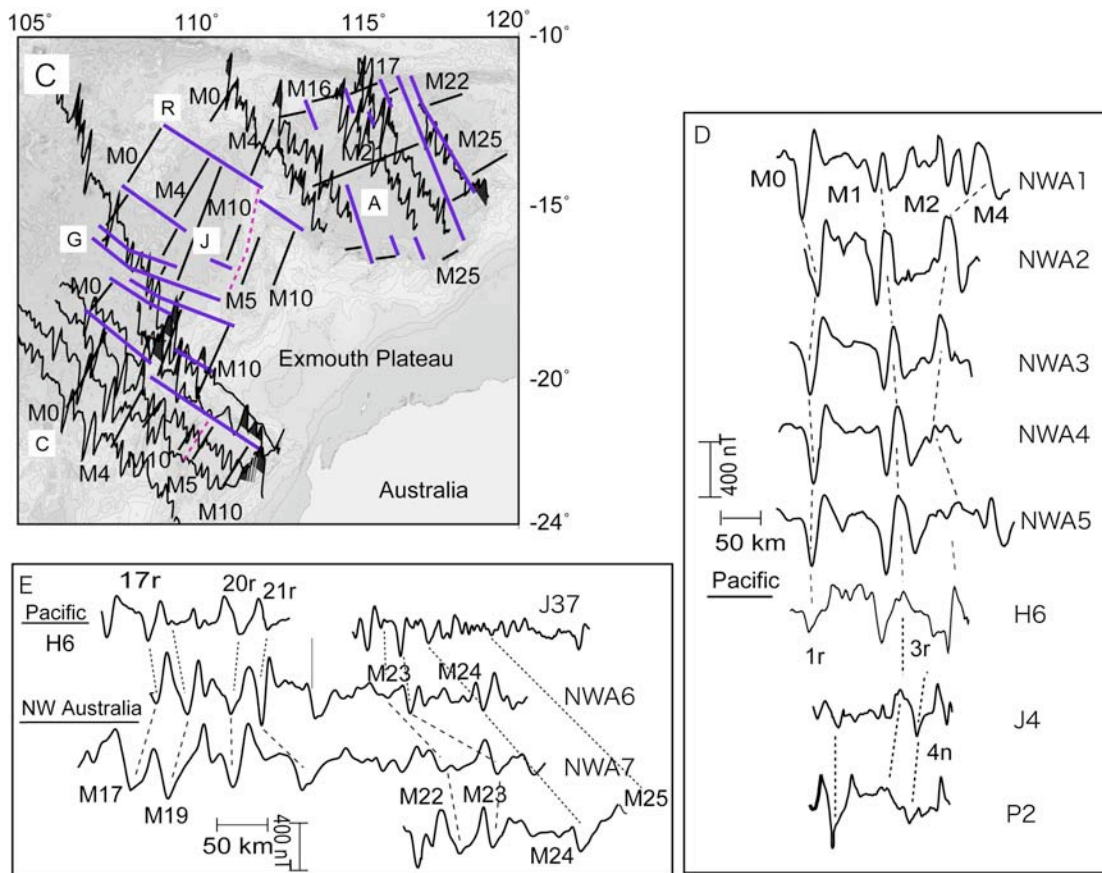 105° 110° 115° 120°
-10°
C
M17
M16
M22
M0
R
M4
M25
M0
M21
M4
A
M10
-15°
G
J
M25
M0
M5
M10
Exmouth Plateau
M10
-20°
M0
C
M10
M4
M5
Australia
M10
-24°
D
M0
M1
M2
M4
NWA1
NWA2
NWA3
NWA4
400 nT
NWA5
50 km
Pacific
H6
1r
3r
J4
4n
P2
E
17r
20r
21r
Pacific
H6
J37
M23
M24
NWA6
NW Australia
NWA7
M17
M22
M23
M25
M19
50 km
400 nT
M24